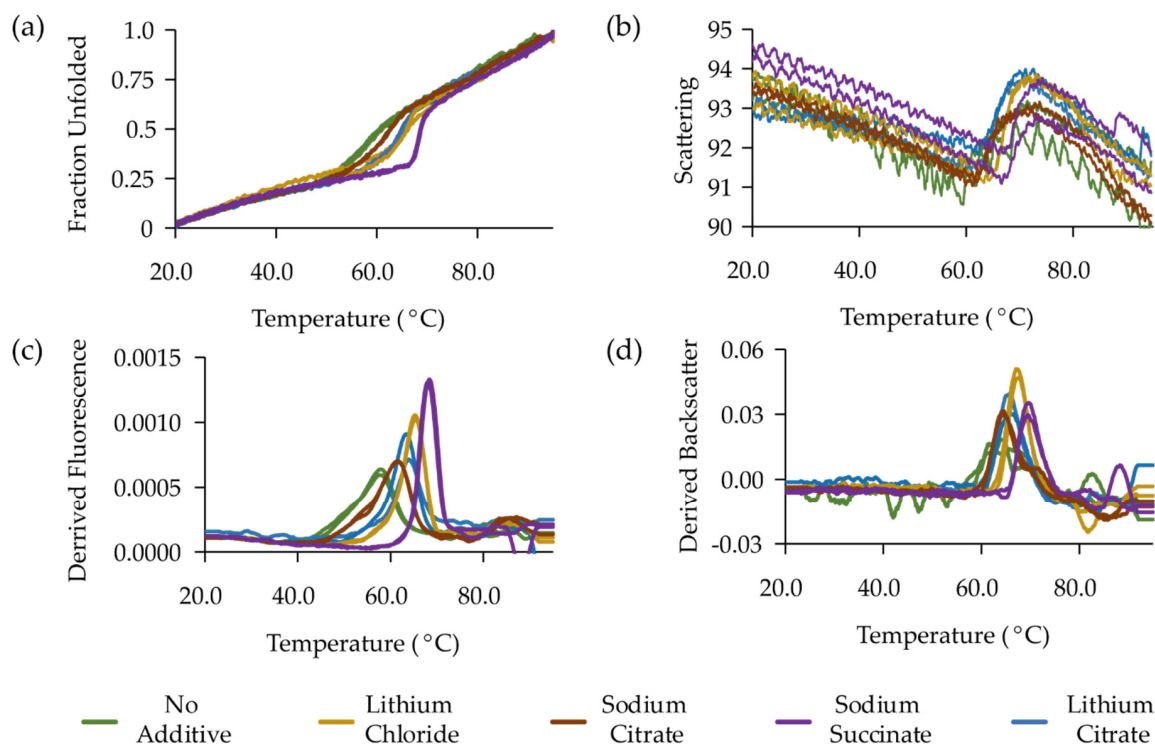 (a)
Fraction Unfolded
1.0
0.75
0.5
0.25
0
20.0 40.0 60.0 80.0
Temperature (°C)
(b)
Scattering
95
94
93
92
91
90
20.0 40.0 60.0 80.0
Temperature (°C)
(c)
Derrived Fluorescence
0.0015
0.0010
0.0005
0.0000
20.0 40.0 60.0 80.0
Temperature (°C)
(d)
Derrived Backscatter
0.06
0.03
0.00
-0.03
20.0 40.0 60.0 80.0
Temperature (°C)
No
Additive
Lithium
Chloride
Sodium
Citrate
Sodium
Succinate
Lithium
Citrate